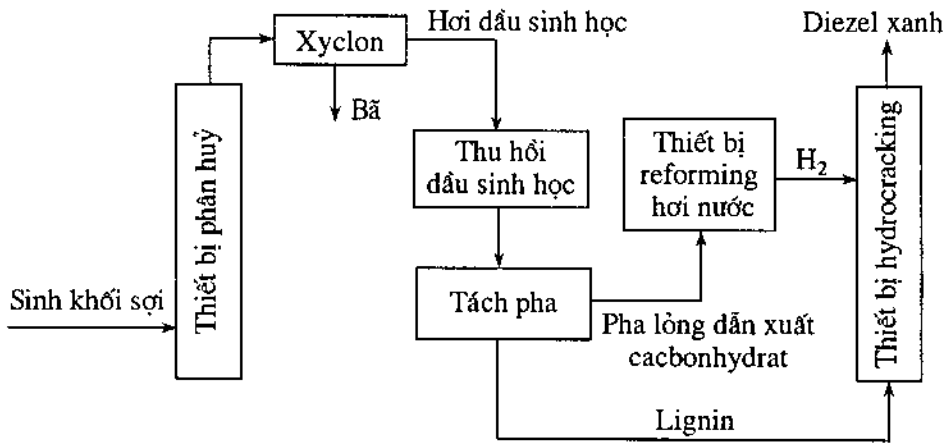 Hơi dầu sinh học
Diezel xanh
Xyclon
Bã
Thiết bị phân huỷ
Thu hồi
dầu sinh học
Thiết bị
reforming
hơi nước
H₂
Thiết bị hydrocracking
Sinh khối sợi
Tách pha
Pha lỏng dẫn xuất
cacbonhydrat
Lignin